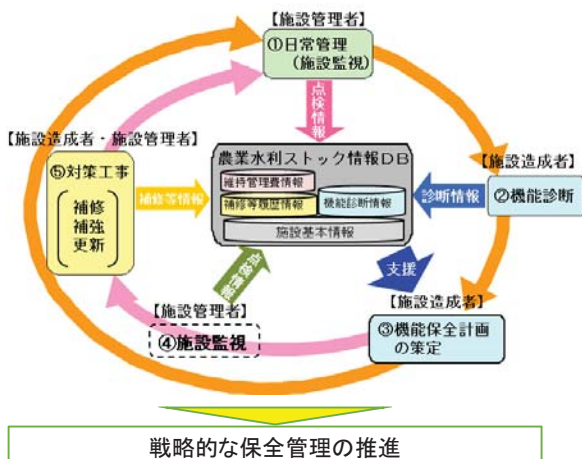 【施設管理者】
①日常管理
(施設監視)
点検情報
【施設造成者・施設管理者】
⑤対策工事
補修
補強
更新
補修等情報
農業水利ストック情報DB
維持管理費情報
補修等履歴情報
機能診断情報
施設基本情報
【施設造成者】
診断情報
②機能診断
点検情報
支援
【施設管理者】
④施設監視
【施設造成者】
③機能保全計画
の策定
戦略的な保全管理の推進